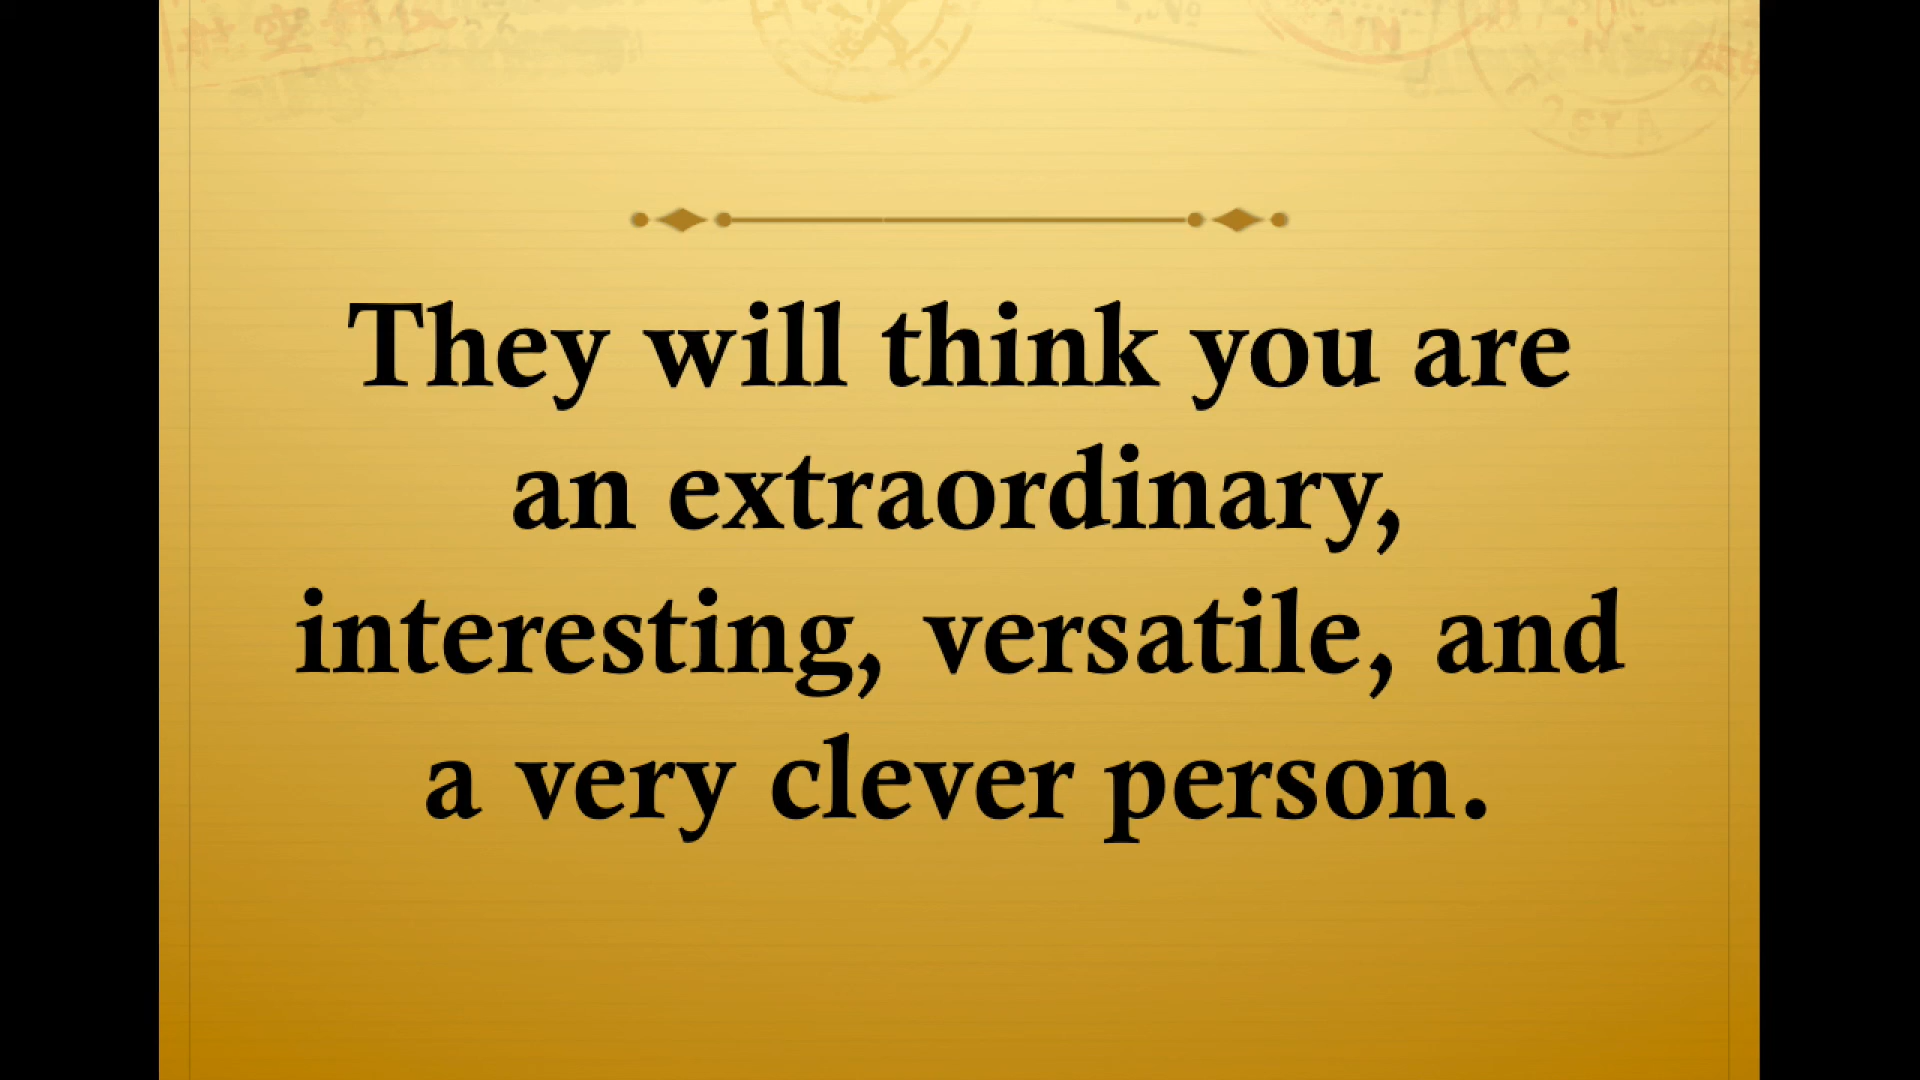 They will think you are
an extraordinary,
interesting, versatile, and
a very clever person.